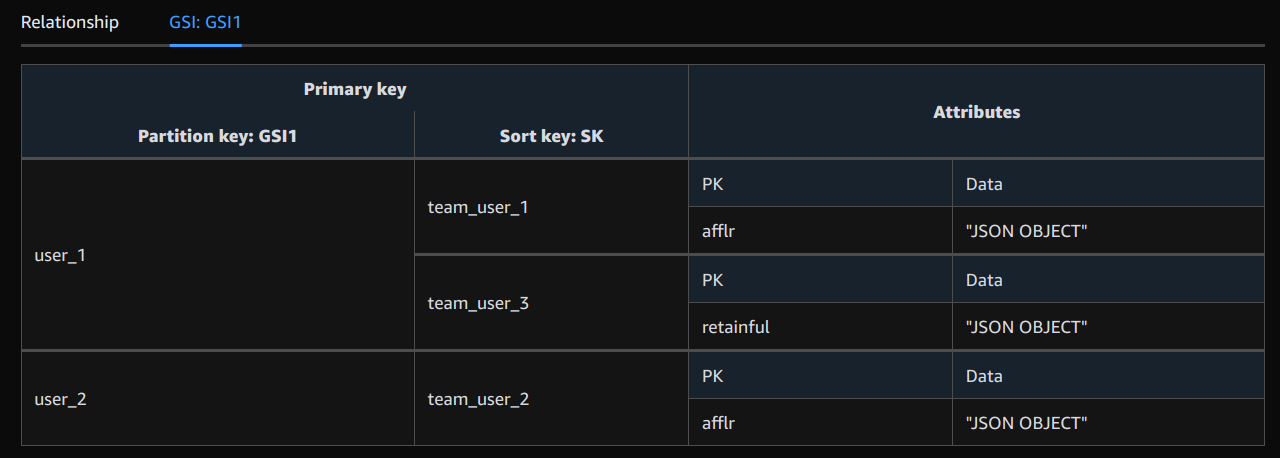 Relationship GSI: GSI1
Primary key
Attributes
Partition key: GSI1 Sort key: SK
PK Data
team_user_1
afflr "JSON OBJECT"
user_1
PK Data
team_user_3
retainful "JSON OBJECT"
PK Data
user_2 team_user_2
afflr "JSON OBJECT"